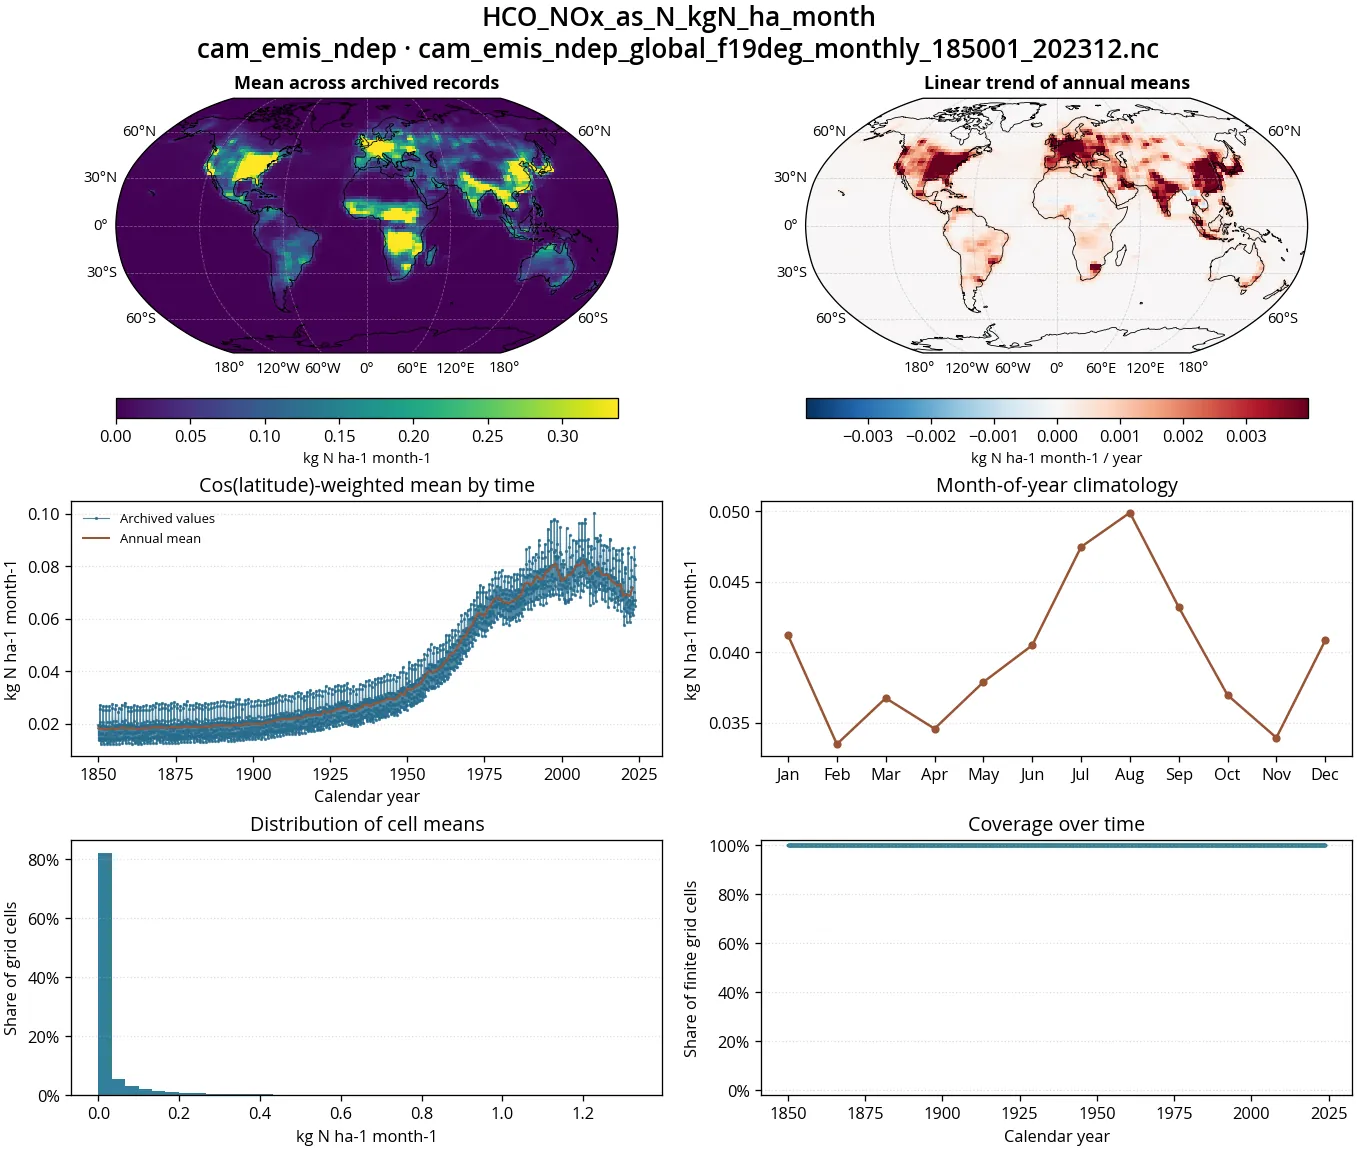 HCO_NOx_as_N_kgN_ha_month
cam_emis_ndep · cam_emis_ndep_global_f19deg_monthly_185001_202312.nc
Mean across archived records
60°N 60°N
30°N 30°N
0° 0°
30°S 30°S
60°S 60°S
180° 120°W 60°W 0° 60°E 120°E 180°
0.00 0.05 0.10 0.15 0.20 0.25 0.30
kg N ha-1 month-1
Linear trend of annual means
60°N 60°N
30°N 30°N
0° 0°
30°S 30°S
60°S 60°S
180° 120°W 60°W 0° 60°E 120°E 180°
−0.003 −0.002 −0.001 0.000 0.001 0.002 0.003
kg N ha-1 month-1 / year
Cos(latitude)-weighted mean by time
kg N ha-1 month-1
0.10
0.08
0.06
0.04
0.02
Archived values
Annual mean
1850 1875 1900 1925 1950 1975 2000 2025
Calendar year
Month-of-year climatology
kg N ha-1 month-1
0.050
0.045
0.040
0.035
Jan Feb Mar Apr May Jun Jul Aug Sep Oct Nov Dec
Distribution of cell means
Share of grid cells
80%
60%
40%
20%
0%
0.0 0.2 0.4 0.6 0.8 1.0 1.2
kg N ha-1 month-1
Coverage over time
Share of finite grid cells
100%
80%
60%
40%
20%
0%
1850 1875 1900 1925 1950 1975 2000 2025
Calendar year